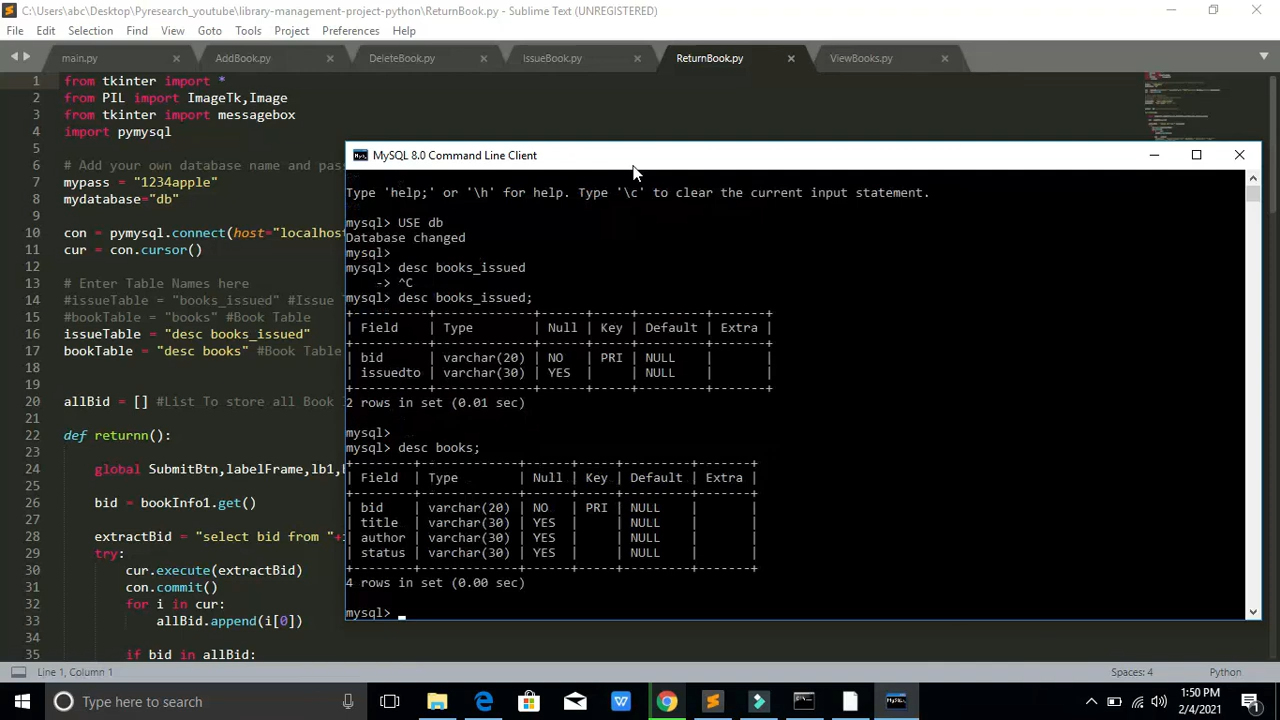 C:\Users\abc\Desktop\Pyresearch_youtube\library-management-project-python\ReturnBook.py - Sublime Text (UNREGISTERED)
File Edit Selection Find View Goto Tools Project Preferences Help
main.py AddBook.py DeleteBook.py IssueBook.py ReturnBook.py ViewBooks.py
1 from tkinter import *
2 from PIL import ImageTk,Image
3 from tkinter import messagebox
4 import pymysql
5
6 # Add your own database name and pas
7 mypass = "1234apple"
8 mydatabase="db"
9
10 con = pymysql.connect(host="localhos
11 cur = con.cursor()
12
13 # Enter Table Names here
14 #issueTable = "books_issued" #Issue
15 #bookTable = "books" #Book Table
16 issueTable = "desc books_issued"
17 bookTable = "desc books" #Book Table
18
19
20 allBid = [] #List To store all Book
21
22 def returnn():
23
24 global SubmitBtn,labelFrame,lb1,
25
26 bid = bookInfo1.get()
27
28 extractBid = "select bid from "+
29 try:
30 cur.execute(extractBid)
31 con.commit()
32 for i in cur:
33 allBid.append(i[0])
34
35 if bid in allBid:
MySQL 8.0 Command Line Client
Type 'help;' or '\h' for help. Type '\c' to clear the current input statement.
mysql> USE db
Database changed
mysql>
mysql> desc books_issued
-> ^C
mysql> desc books_issued;
+----------+-------------+------+-----+---------+-------+
| Field | Type | Null | Key | Default | Extra |
+----------+-------------+------+-----+---------+-------+
| bid | varchar(20) | NO | PRI | NULL | |
| issuedto | varchar(30) | YES | | NULL | |
+----------+-------------+------+-----+---------+-------+
2 rows in set (0.01 sec)
mysql>
mysql> desc books;
+--------+-------------+------+-----+---------+-------+
| Field | Type | Null | Key | Default | Extra |
+--------+-------------+------+-----+---------+-------+
| bid | varchar(20) | NO | PRI | NULL | |
| title | varchar(30) | YES | | NULL | |
| author | varchar(30) | YES | | NULL | |
| status | varchar(30) | YES | | NULL | |
+--------+-------------+------+-----+---------+-------+
4 rows in set (0.00 sec)
mysql>
Line 1, Column 1 Spaces: 4 Python
Type here to search
1:50 PM
2/4/2021